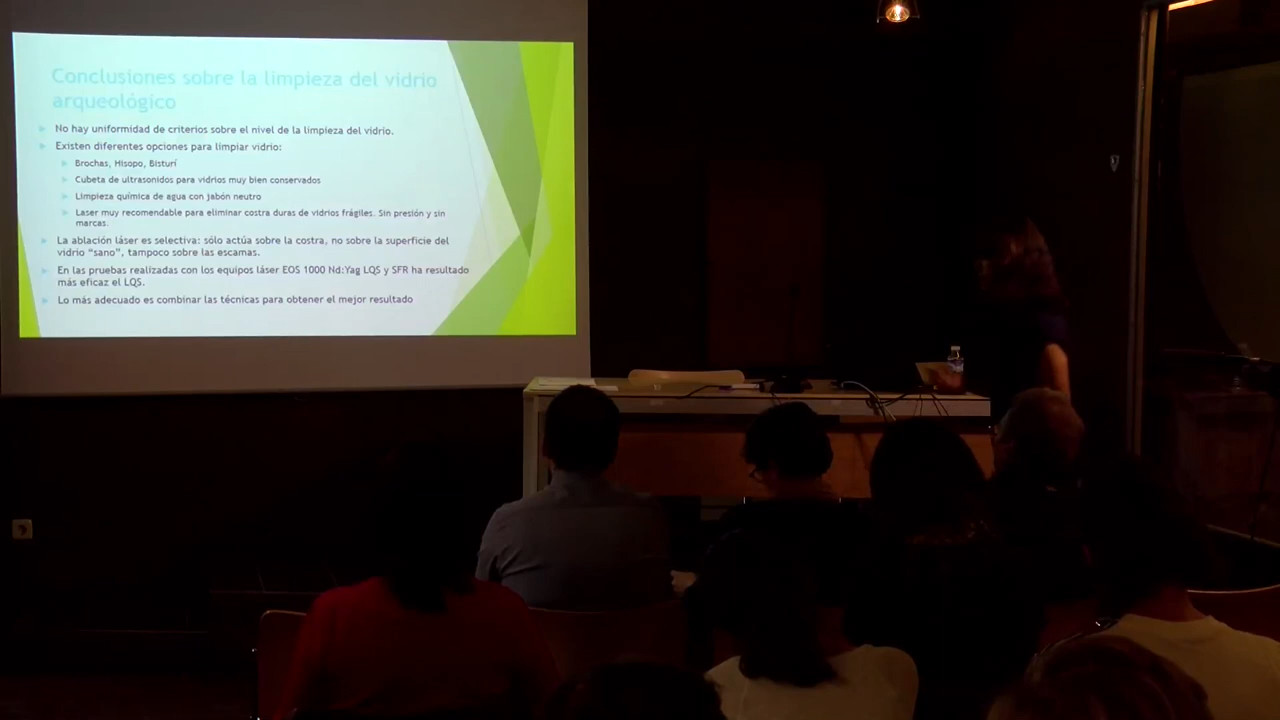 Conclusiones sobre la limpieza del vidrio
arqueológico
No hay uniformidad de criterios sobre el nivel de la limpieza del vidrio.
Existen diferentes opciones para limpiar vidrio:
Brochas, Hisopo, Bisturí
Cubeta de ultrasonidos para vidrios muy bien conservados
Limpieza química de agua con jabón neutro
Laser muy recomendable para eliminar costra duras de vidrios frágiles. Sin presión y sin
marcas.
La ablación láser es selectiva: sólo actúa sobre la costra, no sobre la superficie del
vidrio “sano”, tampoco sobre las escamas.
En las pruebas realizadas con los equipos láser EOS 1000 Nd:Yag LQS y SFR ha resultado
más eficaz el LQS.
Lo más adecuado es combinar las técnicas para obtener el mejor resultado